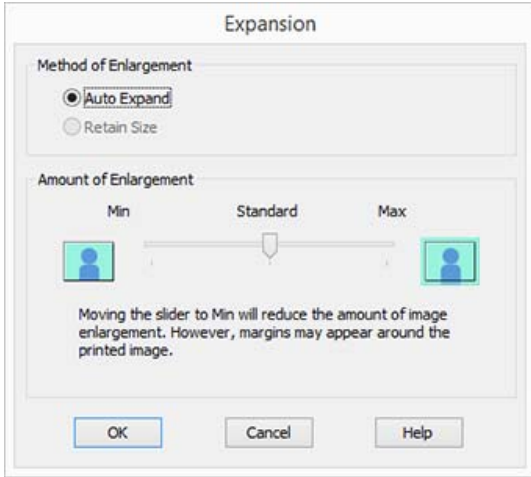 Expansion
Method of Enlargement
Auto Expand
Retain Size
Amount of Enlargement
Min Standard Max
Moving the slider to Min will reduce the amount of image
enlargement. However, margins may appear around the
printed image.
OK Cancel Help